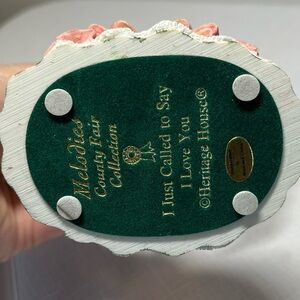 Melodies
County Fair
Collection
I Just Called to Say
I Love You
©Heritage House®